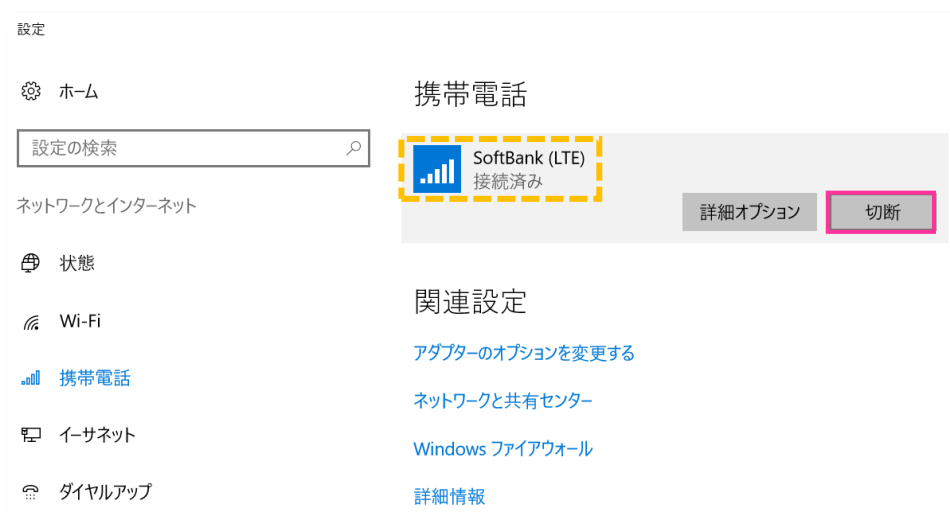 設定
ホーム
設定の検索
ネットワークとインターネット
状態
Wi-Fi
携帯電話
イーサネット
ダイヤルアップ
携帯電話
SoftBank (LTE)
接続済み
詳細オプション
切断
関連設定
アダプターのオプションを変更する
ネットワークと共有センター
Windows ファイアウォール
詳細情報